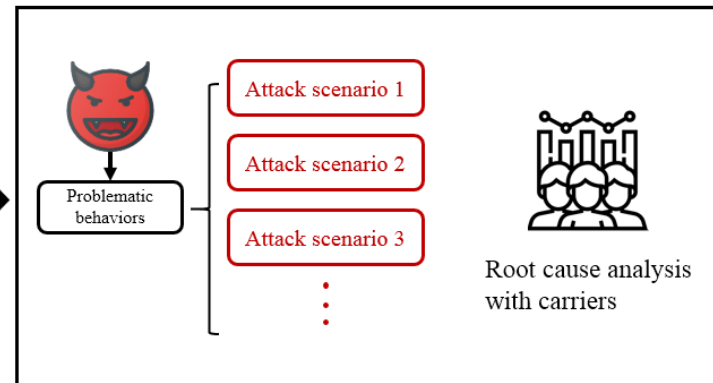 Attack scenario 1
Attack scenario 2
Problematic
behaviors
Attack scenario 3
Root cause analysis
with carriers